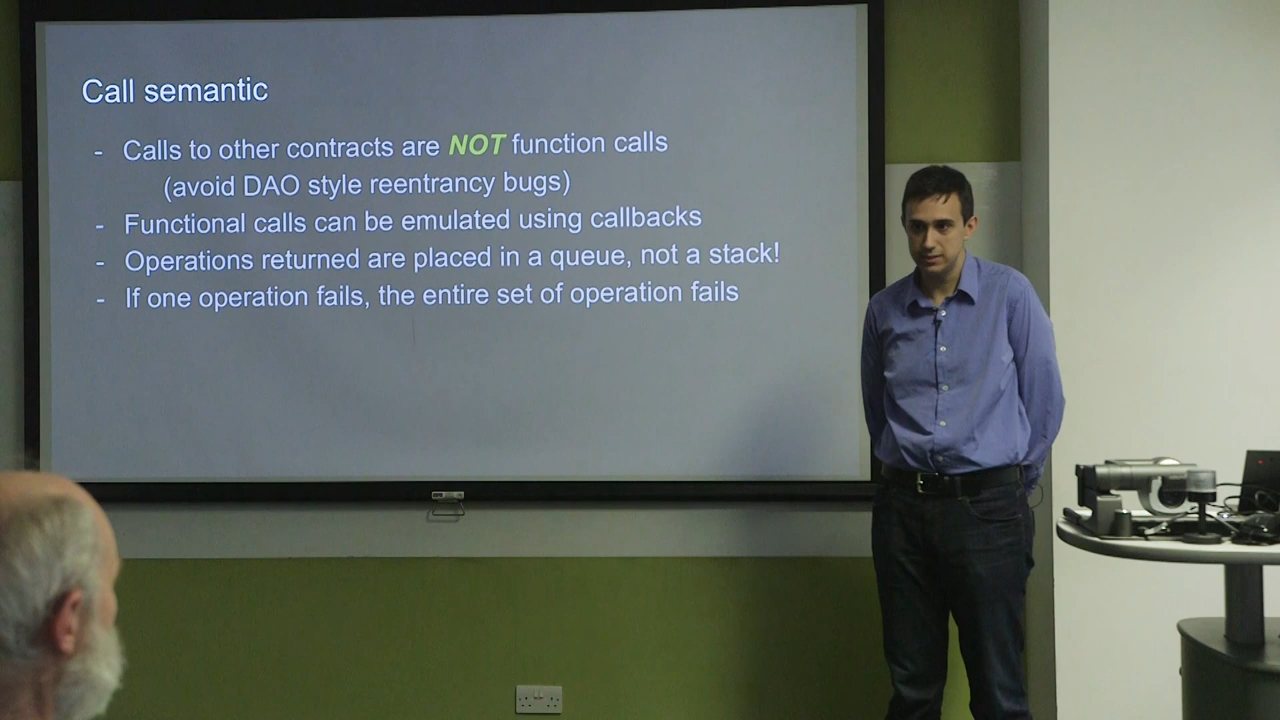 Call semantic
- Calls to other contracts are NOT function calls
(avoid DAO style reentrancy bugs)
- Functional calls can be emulated using callbacks
- Operations returned are placed in a queue, not a stack!
- If one operation fails, the entire set of operation fails